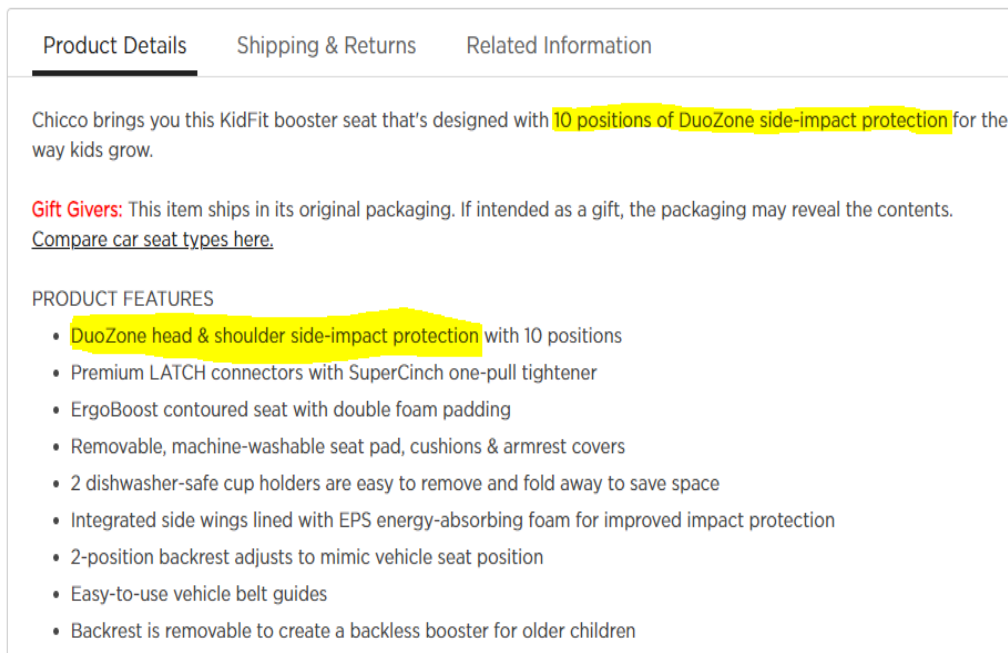 Product Details Shipping & Returns Related Information
Chicco brings you this KidFit booster seat that's designed with 10 positions of DuoZone side-impact protection for the
way kids grow.
Gift Givers: This item ships in its original packaging. If intended as a gift, the packaging may reveal the contents.
Compare car seat types here.
PRODUCT FEATURES
• DuoZone head & shoulder side-impact protection with 10 positions
• Premium LATCH connectors with SuperCinch one-pull tightener
• ErgoBoost contoured seat with double foam padding
• Removable, machine-washable seat pad, cushions & armrest covers
• 2 dishwasher-safe cup holders are easy to remove and fold away to save space
• Integrated side wings lined with EPS energy-absorbing foam for improved impact protection
• 2-position backrest adjusts to mimic vehicle seat position
• Easy-to-use vehicle belt guides
• Backrest is removable to create a backless booster for older children